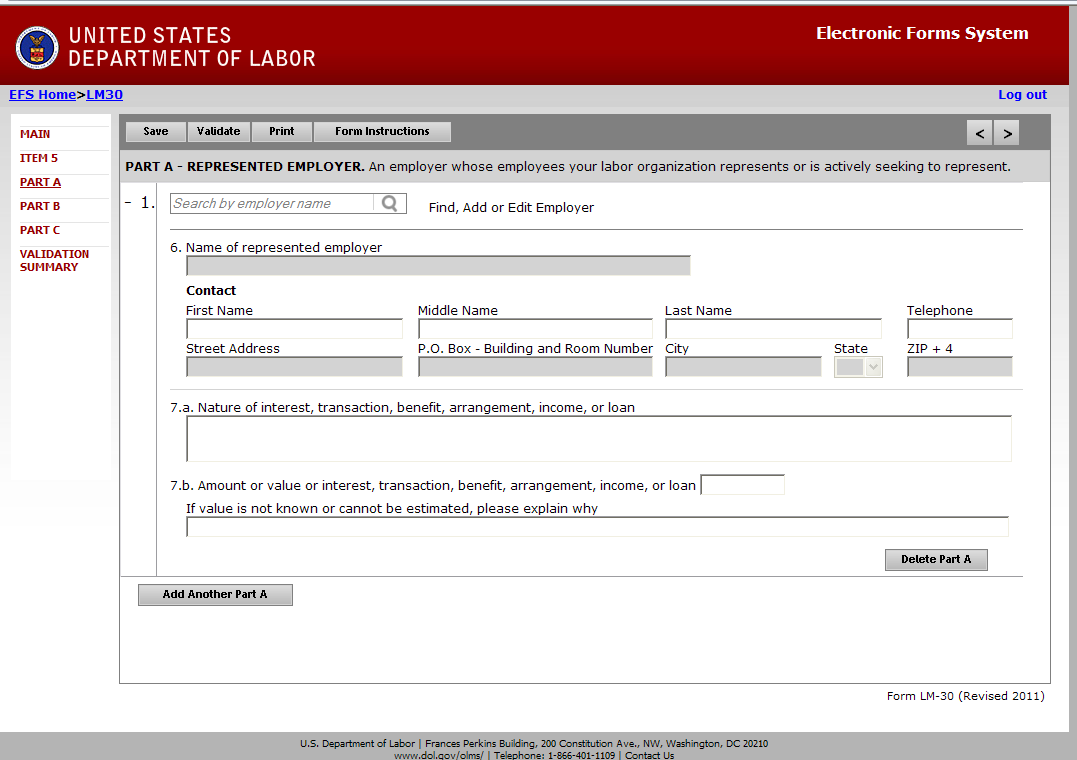 UNITED STATES
DEPARTMENT OF LABOR
Electronic Forms System
EFS Home>LM30
Log out
MAIN
ITEM 5
PART A
PART B
PART C
VALIDATION
SUMMARY
Save Validate Print Form Instructions < >
PART A - REPRESENTED EMPLOYER. An employer whose employees your labor organization represents or is actively seeking to represent.
- 1. Search by employer name Find, Add or Edit Employer
6. Name of represented employer
Contact
First Name Middle Name Last Name Telephone
Street Address P.O. Box - Building and Room Number City State ZIP + 4
7.a. Nature of interest, transaction, benefit, arrangement, income, or loan
7.b. Amount or value or interest, transaction, benefit, arrangement, income, or loan
If value is not known or cannot be estimated, please explain why
Delete Part A
Add Another Part A
Form LM-30 (Revised 2011)
U.S. Department of Labor | Frances Perkins Building, 200 Constitution Ave., NW, Washington, DC 20210
www.dol.gov/olms/ | Telephone: 1-866-401-1109 | Contact Us